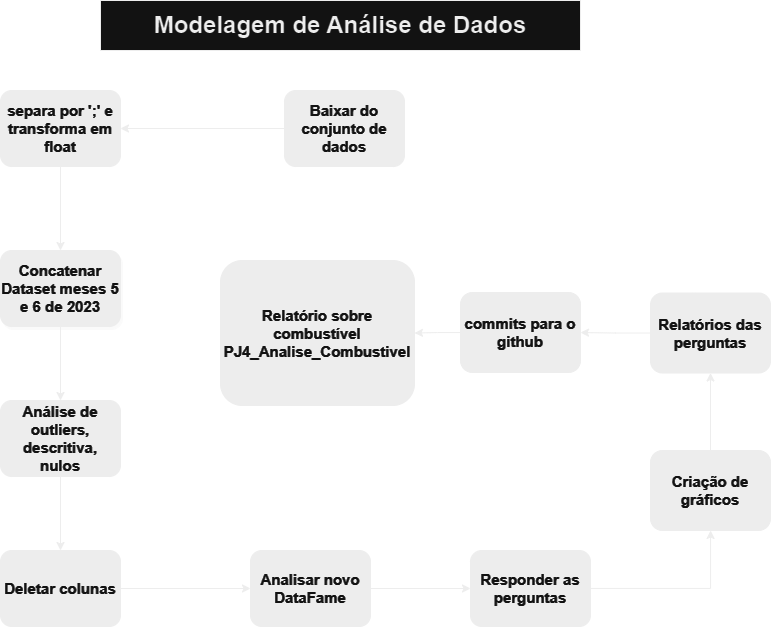 Modelagem de Análise de Dados
separa por ';' e
transforma em
float
Baixar do
conjunto de
dados
Concatenar
Dataset meses 5
e 6 de 2023
Relatório sobre
combustível
PJ4_Analise_Combustivel
commits para o
github
Relatórios das
perguntas
Análise de
outliers,
descritiva,
nulos
Criação de
gráficos
Deletar colunas
Analisar novo
DataFame
Responder as
perguntas